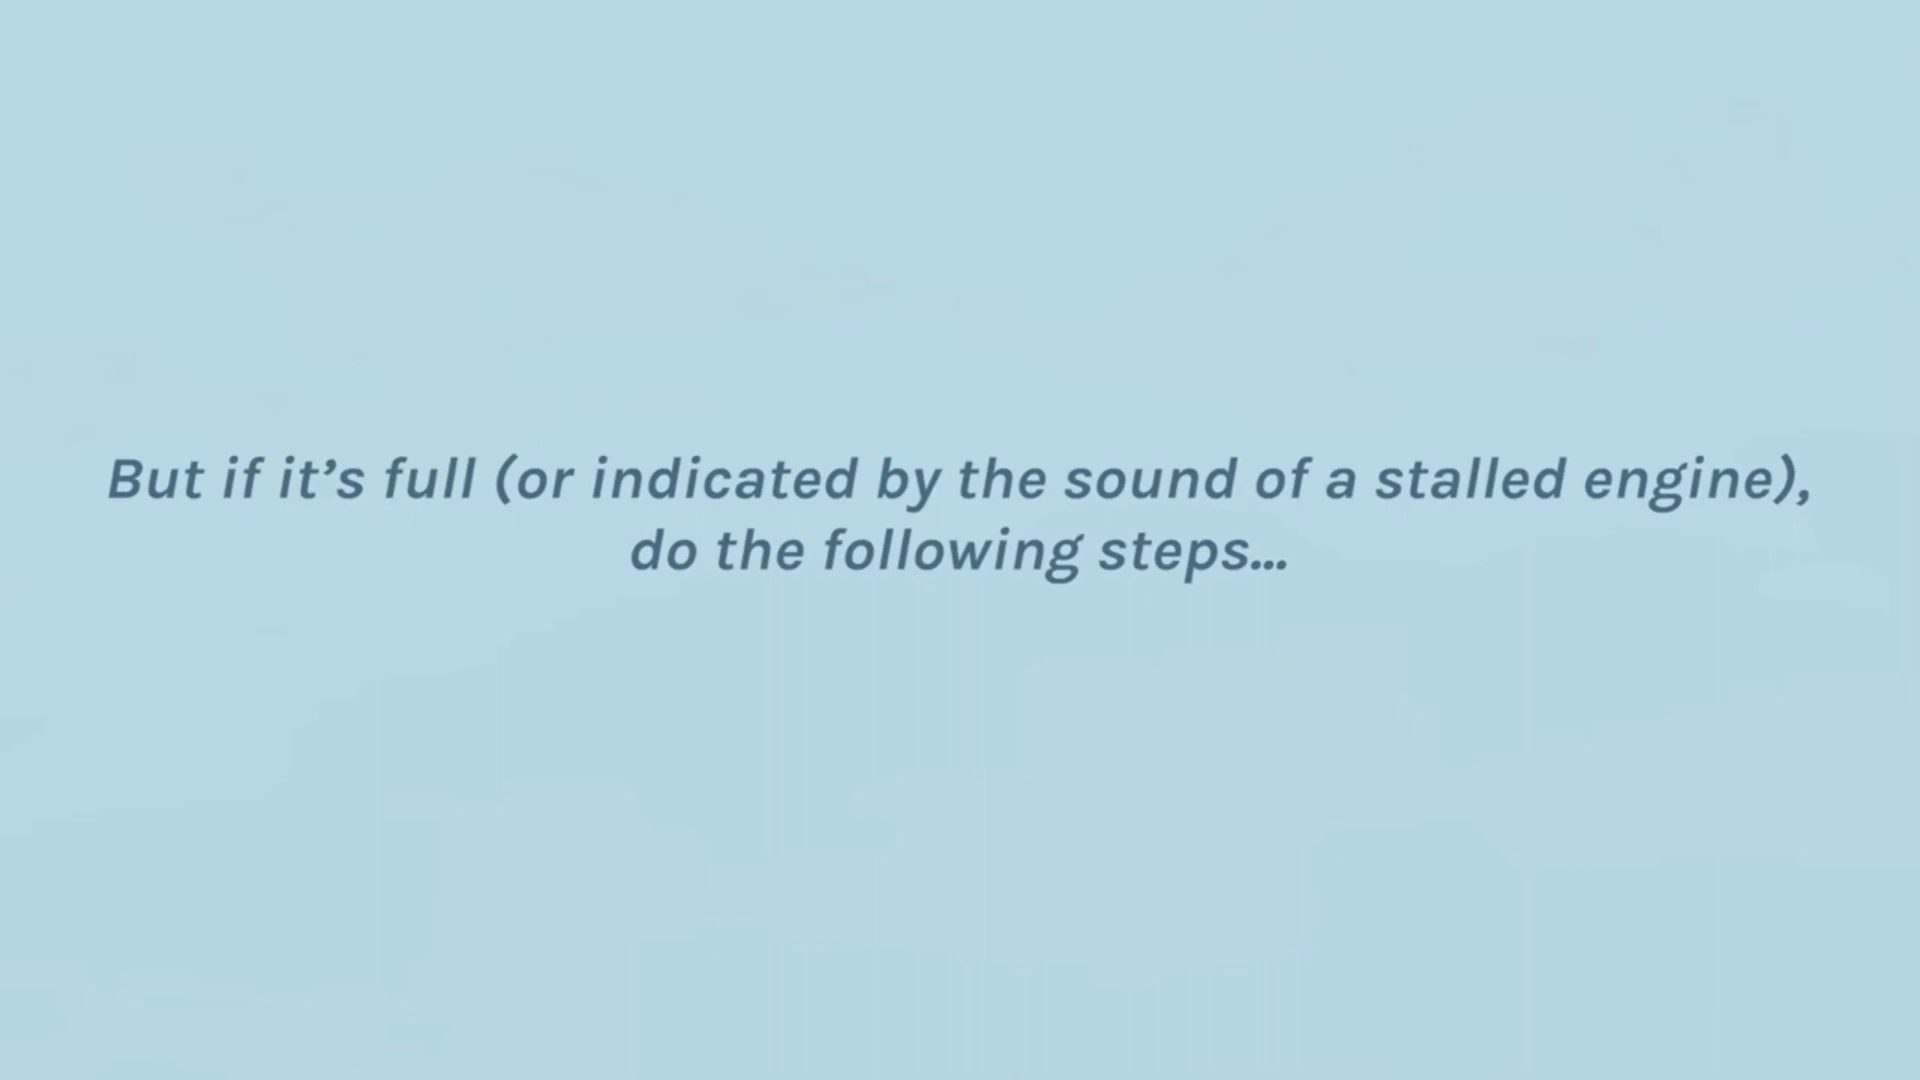 But if it’s full (or indicated by the sound of a stalled engine),
do the following steps...